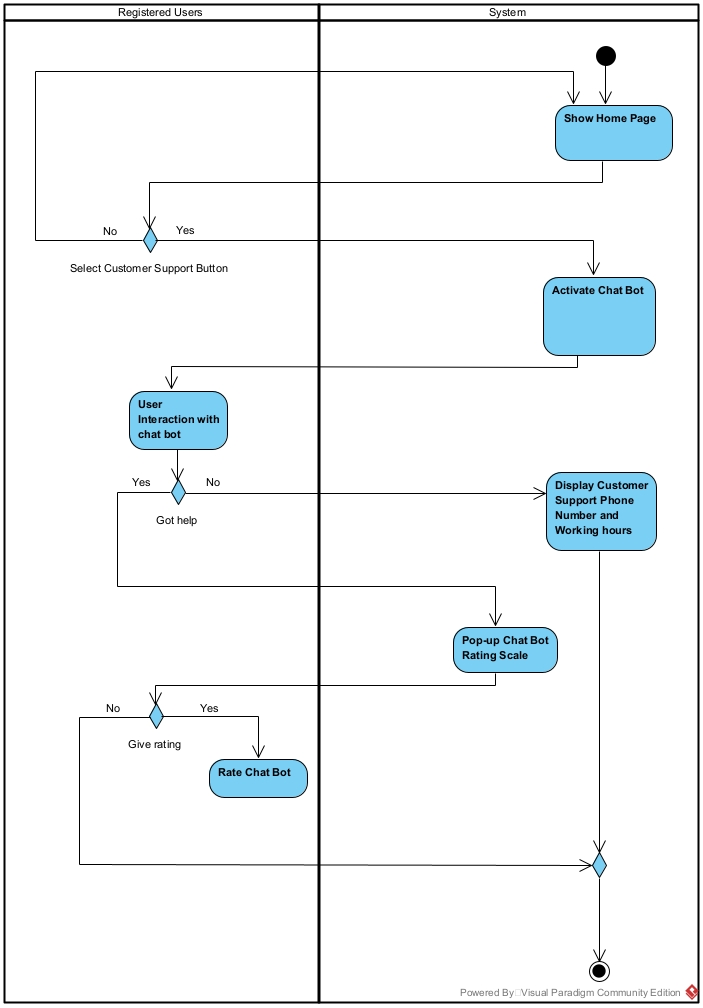 Registered Users
System
Show Home Page
No
Yes
Select Customer Support Button
Activate Chat Bot
User
Interaction with
chat bot
Yes
No
Got help
Display Customer
Support Phone
Number and
Working hours
Pop-up Chat Bot
Rating Scale
No
Yes
Give rating
Rate Chat Bot
Powered By Visual Paradigm Community Edition